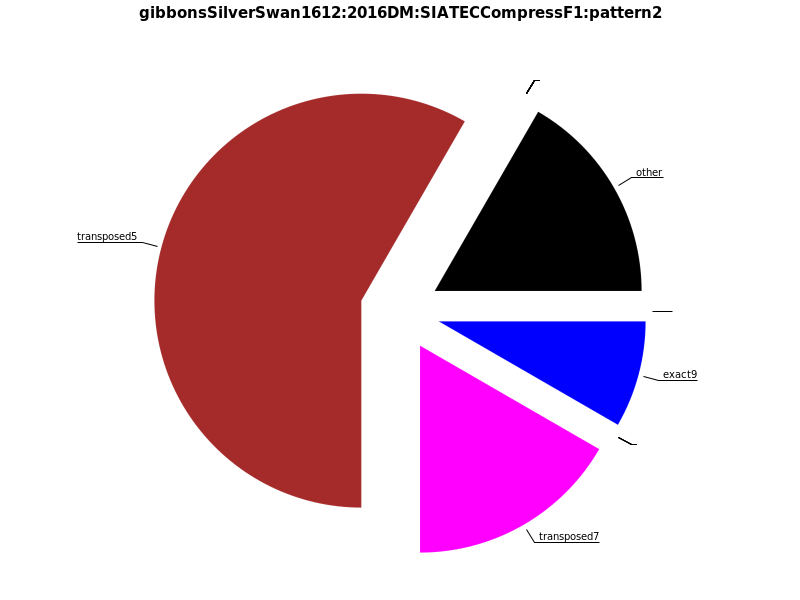 gibbonsSilverSwan1612:2016DM:SIATECCompressF1:pattern2
other
transposed5
exact9
transposed7